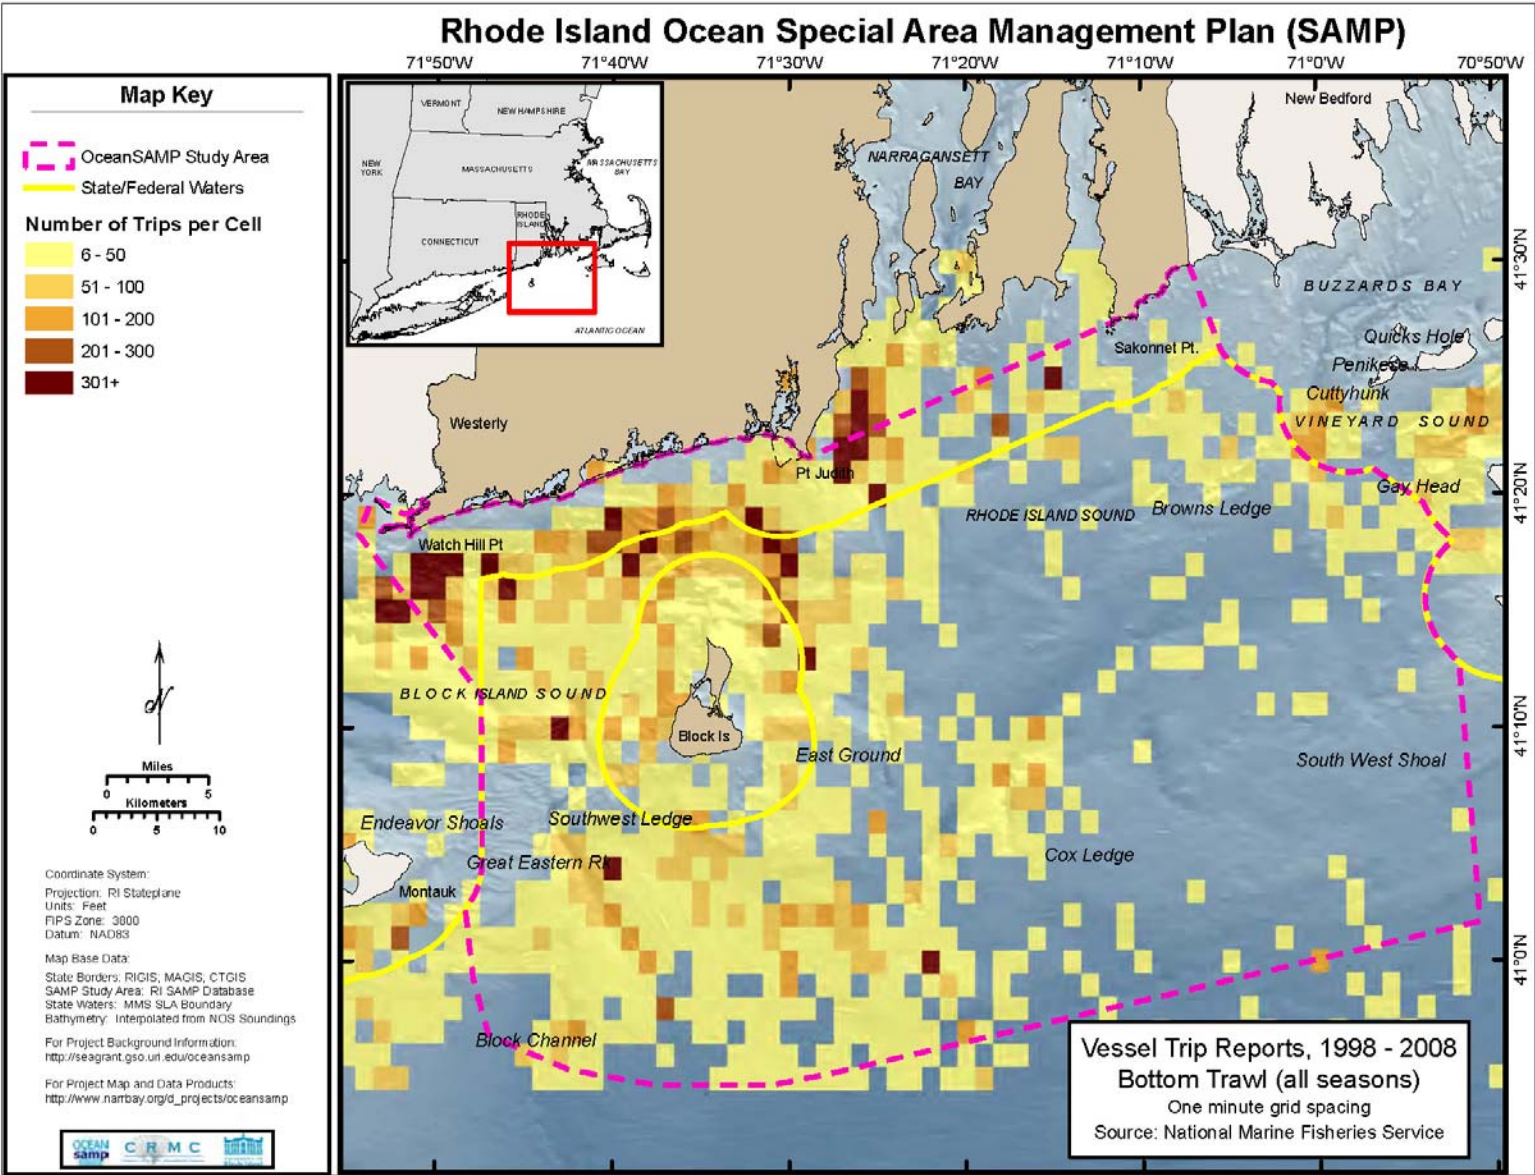 Rhode Island Ocean Special Area Management Plan (SAMP)
71°50'W
71°40'W
71°30'W
71°20'W
71°10'W
71°0'W
70°50'W
Map Key
OceanSAMP Study Area
State/Federal Waters
Number of Trips per Cell
6 - 50
51 - 100
101 - 200
201 - 300
301+
N
Miles
0
5
Kilometers
0
5
10
Coordinate System:
Projection: RI Stateplane
Units: Feet
FIPS Zone: 3800
Datum: NAD83
Map Base Data:
State Borders: RIGIS, MAGIS, CTGIS
SAMP Study Area: RI SAMP Database
State Waters: MMS SLA Boundary
Bathymetry: Interpolated from NOS Soundings
For Project Background Information:
http://seagrant.gso.uri.edu/oceansamp
For Project Map and Data Products:
http://www.narrbay.org/d_projects/oceansamp
OCEAN
samp
C R M C
VERMONT
NEW HAMPSHIRE
NEW
YORK
MASSACHUSETTS
MASSACHUSETTS
BAY
CONNECTICUT
RHODE
ISLAND
ATLANTIC OCEAN
NARRAGANSETT
BAY
New Bedford
BUZZARDS BAY
Quicks Hole
Penikese
Cuttyhunk
VINEYARD SOUND
Sakonnet Pt.
Westerly
Pt Judith
Gay Head
RHODE ISLAND SOUND
Browns Ledge
Watch Hill Pt
BLOCK ISLAND SOUND
Block Is
East Ground
South West Shoal
Endeavor Shoals
Southwest Ledge
Great Eastern Rk
Cox Ledge
Montauk
Block Channel
41°30'N
41°20'N
41°10'N
41°0'N
Vessel Trip Reports, 1998 - 2008
Bottom Trawl (all seasons)
One minute grid spacing
Source: National Marine Fisheries Service